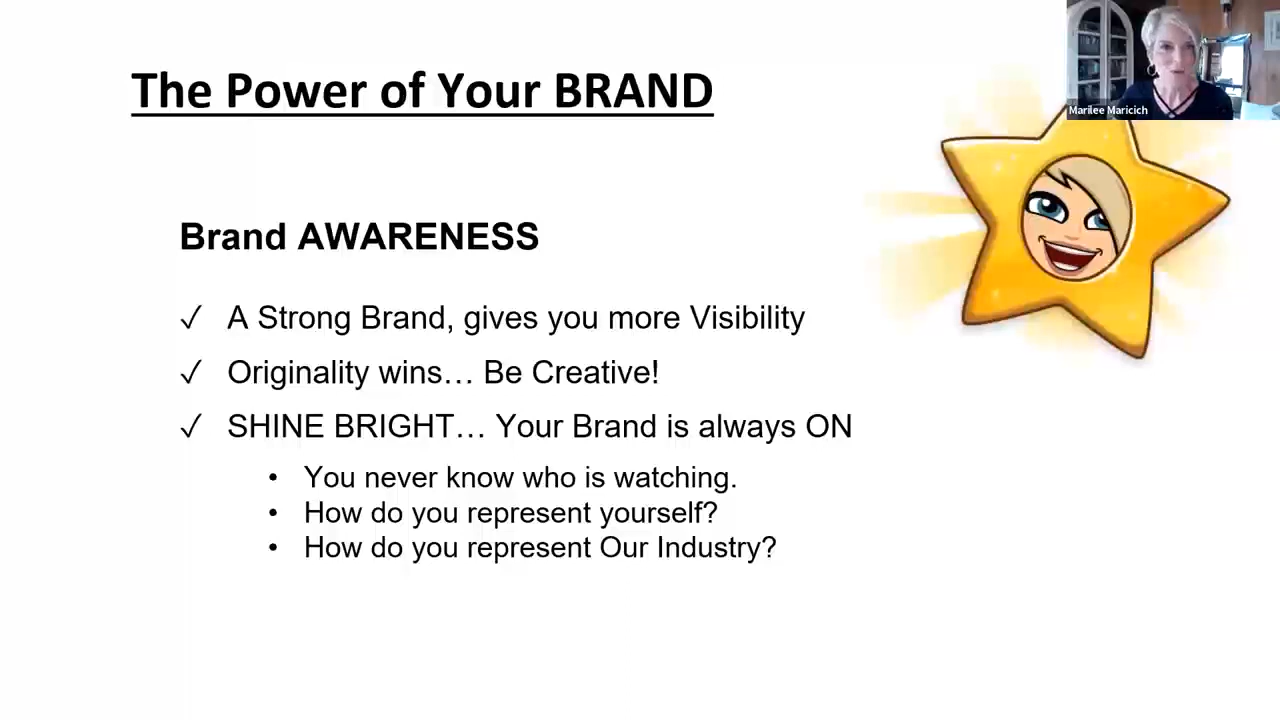 The Power of Your BRAND
Marilee Maricich
Brand AWARENESS
✓ A Strong Brand, gives you more Visibility
✓ Originality wins… Be Creative!
✓ SHINE BRIGHT… Your Brand is always ON
• You never know who is watching.
• How do you represent yourself?
• How do you represent Our Industry?